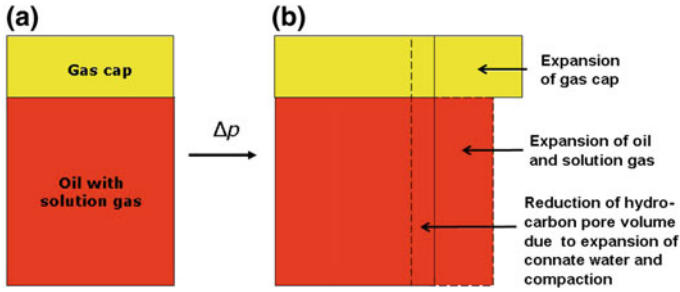 (a)
Gas cap
Oil with
solution gas
Δp
(b)
Expansion
of gas cap
Expansion of oil
and solution gas
Reduction of hydro-
carbon pore volume
due to expansion of
connate water and
compaction